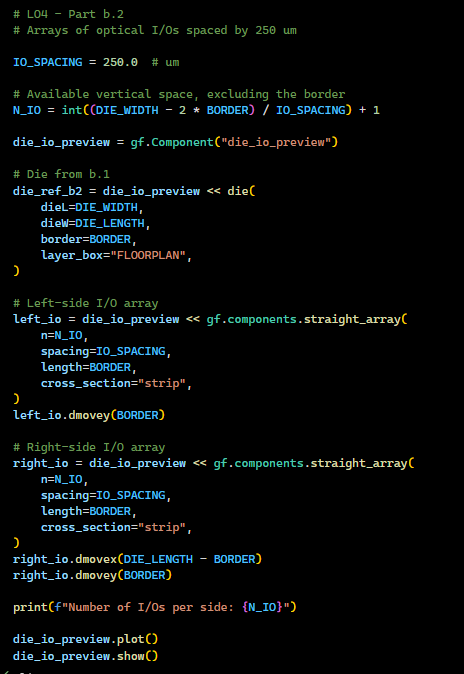 # LO4 - Part b.2
# Arrays of optical I/Os spaced by 250 um
IO_SPACING = 250.0  # um
# Available vertical space, excluding the border
N_IO = int((DIE_WIDTH - 2 * BORDER) / IO_SPACING) + 1
die_io_preview = gf.Component("die_io_preview")
# Die from b.1
die_ref_b2 = die_io_preview << die(
    dieL=DIE_WIDTH,
    dieW=DIE_LENGTH,
    border=BORDER,
    layer_box="FLOORPLAN",
)
# Left-side I/O array
left_io = die_io_preview << gf.components.straight_array(
    n=N_IO,
    spacing=IO_SPACING,
    length=BORDER,
    cross_section="strip",
)
left_io.dmovey(BORDER)
# Right-side I/O array
right_io = die_io_preview << gf.components.straight_array(
    n=N_IO,
    spacing=IO_SPACING,
    length=BORDER,
    cross_section="strip",
)
right_io.dmovex(DIE_LENGTH - BORDER)
right_io.dmovey(BORDER)
print(f"Number of I/Os per side: {N_IO}")
die_io_preview.plot()
die_io_preview.show()